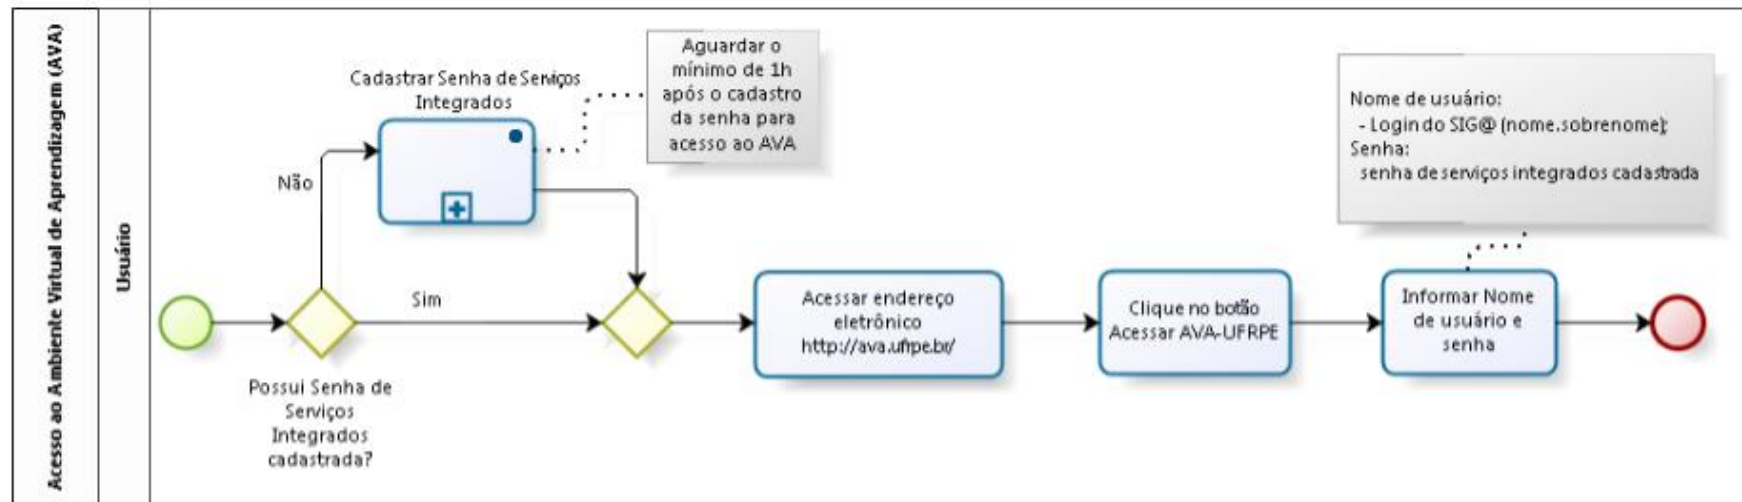 Acesso ao Ambiente Virtual de Aprendizagem (AVA)
Usuário
Cadastrar Senha de Serviços
Integrados
Aguardar o
mínimo de 1h
após o cadastro
da senha para
acesso ao AVA
Não
Sim
Possui Senha de
Serviços
Integrados
cadastrada?
Acessar endereço
eletrônico
http://ava.ufrpe.br/
Clique no botão
Acessar AVA-UFRPE
Nome de usuário:
- Login do SIG@ (nome.sobrenome);
Senha:
senha de serviços integrados cadastrada
Informar Nome
de usuário e
senha